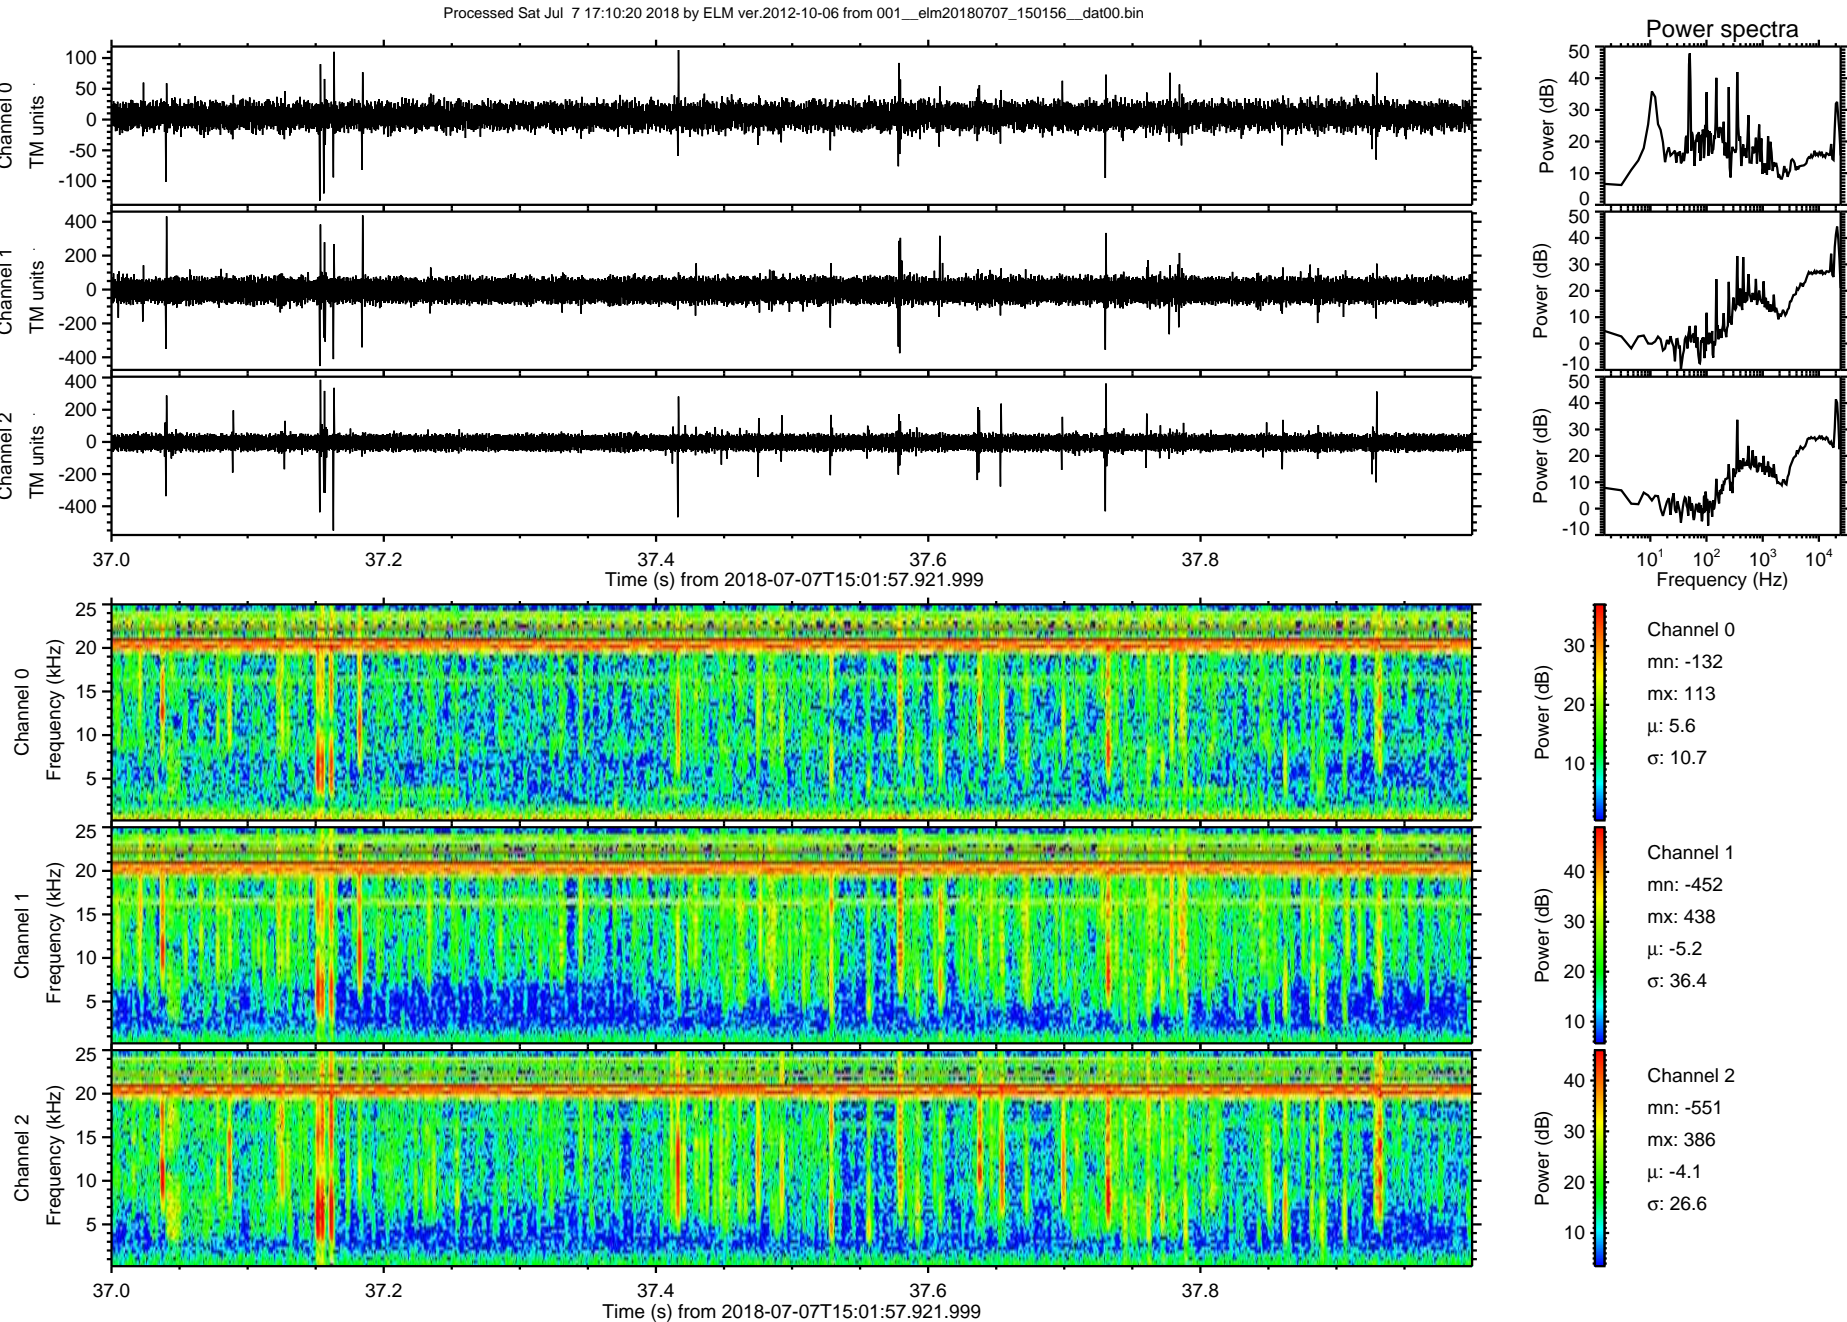 Processed Sat Jul 7 17:10:20 2018 by ELM ver.2012-10-06 from 001__elm20180707_150156__dat00.bin
Power spectra
Channel 0
TM units
100
50
0
-50
-100
Power (dB)
50
40
30
20
10
0
Channel 1
TM units
400
200
0
-200
-400
Power (dB)
50
40
30
20
10
0
-10
Channel 2
TM units
400
200
0
-200
-400
Power (dB)
50
40
30
20
10
0
-10
37.0 37.2 37.4 37.6 37.8
Time (s) from 2018-07-07T15:01:57.921.999
10¹ 10² 10³ 10⁴
Frequency (Hz)
Channel 0
Frequency (kHz)
25
20
15
10
5
Power (dB)
30
20
10
Channel 0
mn: -132
mx: 113
μ: 5.6
σ: 10.7
Channel 1
Frequency (kHz)
25
20
15
10
5
Power (dB)
40
30
20
10
Channel 1
mn: -452
mx: 438
μ: -5.2
σ: 36.4
Channel 2
Frequency (kHz)
25
20
15
10
5
Power (dB)
40
30
20
10
Channel 2
mn: -551
mx: 386
μ: -4.1
σ: 26.6
37.0 37.2 37.4 37.6 37.8
Time (s) from 2018-07-07T15:01:57.921.999